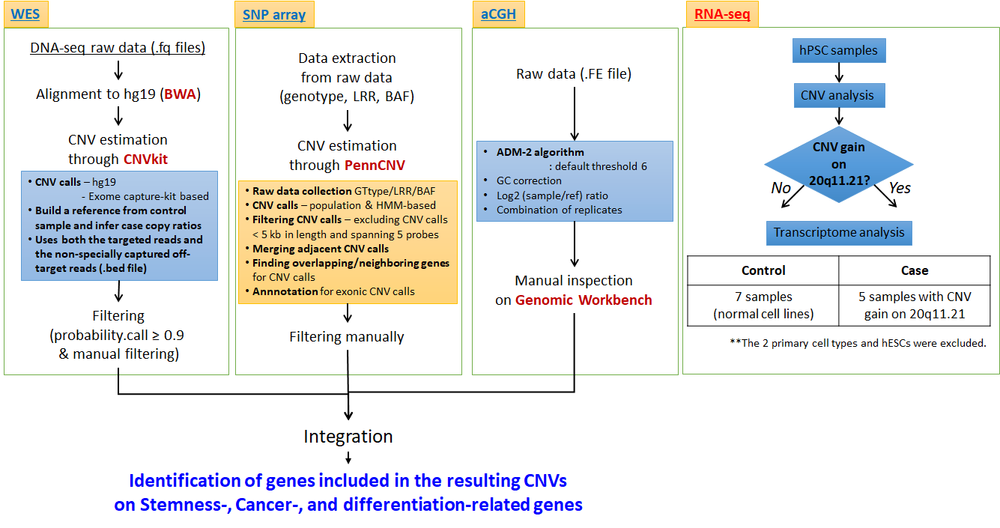 WES
DNA-seq raw data (.fq files)
Alignment to hg19 (BWA)
CNV estimation
through CNVkit
• CNV calls – hg19
- Exome capture-kit based
• Build a reference from control
sample and infer case copy ratios
• Uses both the targeted reads and
the non-specially captured off-
target reads (.bed file)
Filtering
(probability.call ≥ 0.9
& manual filtering)
SNP array
Data extraction
from raw data
(genotype, LRR, BAF)
CNV estimation
through PennCNV
• Raw data collection GTtype/LRR/BAF
• CNV calls – population & HMM-based
• Filtering CNV calls – excluding CNV calls
< 5 kb in length and spanning 5 probes
• Merging adjacent CNV calls
• Finding overlapping/neighboring genes
for CNV calls
• Annnotation for exonic CNV calls
Filtering manually
aCGH
Raw data (.FE file)
• ADM-2 algorithm
: default threshold 6
• GC correction
• Log2 (sample/ref) ratio
• Combination of replicates
Manual inspection
on Genomic Workbench
RNA-seq
hPSC samples
CNV analysis
CNV gain
on
20q11.21?
No
Yes
Transcriptome analysis
Control
Case
7 samples
(normal cell lines)
5 samples with CNV
gain on 20q11.21
**The 2 primary cell types and hESCs were excluded.
Integration
Identification of genes included in the resulting CNVs
on Stemness-, Cancer-, and differentiation-related genes